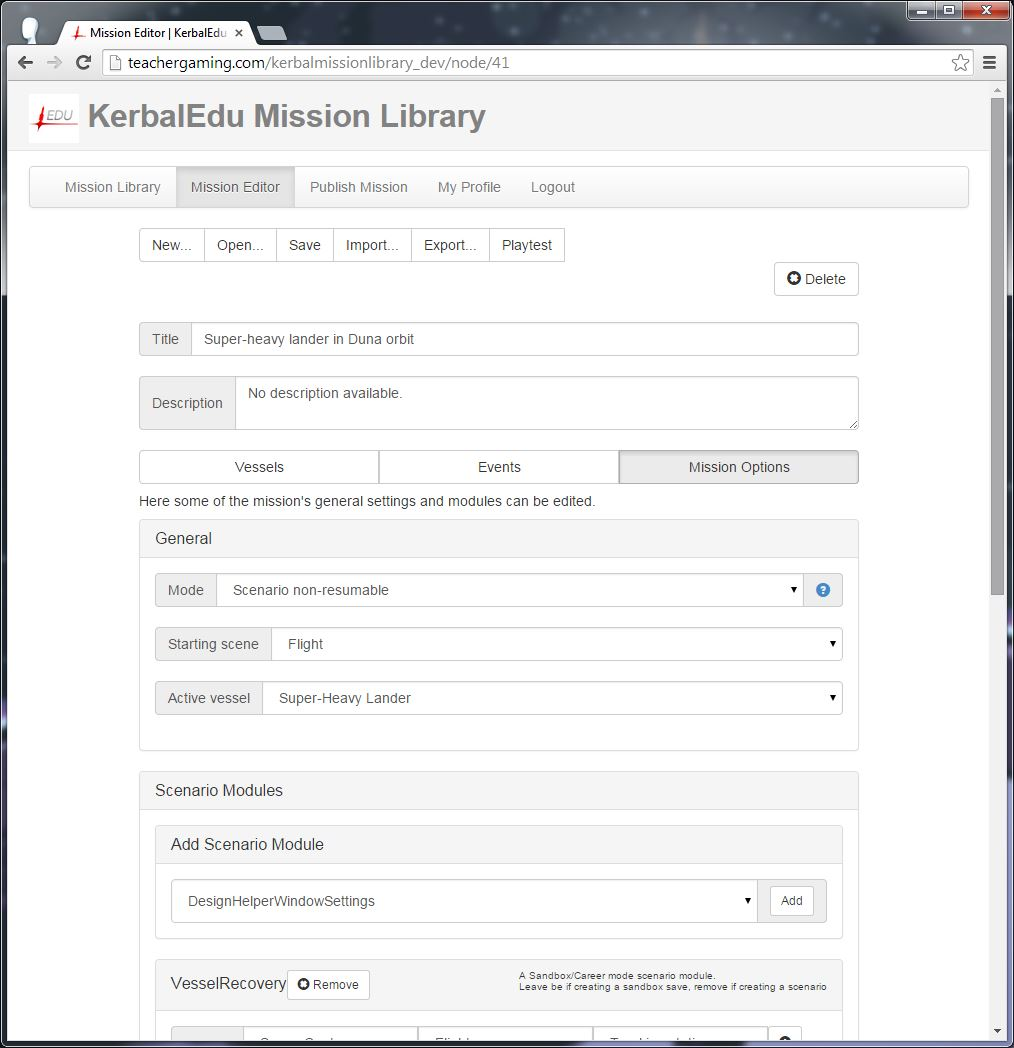 Mission Editor | KerbalEdu
teachergaming.com/kerbalmissionlibrary_dev/node/41
EDU KerbalEdu Mission Library
Mission Library Mission Editor Publish Mission My Profile Logout
New... Open... Save Import... Export... Playtest
Delete
Title Super-heavy lander in Duna orbit
Description No description available.
Vessels Events Mission Options
Here some of the mission's general settings and modules can be edited.
General
Mode Scenario non-resumable ?
Starting scene Flight
Active vessel Super-Heavy Lander
Scenario Modules
Add Scenario Module
DesignHelperWindowSettings Add
VesselRecovery Remove
A Sandbox/Career mode scenario module.
Leave be if creating a sandbox save, remove if creating a scenario